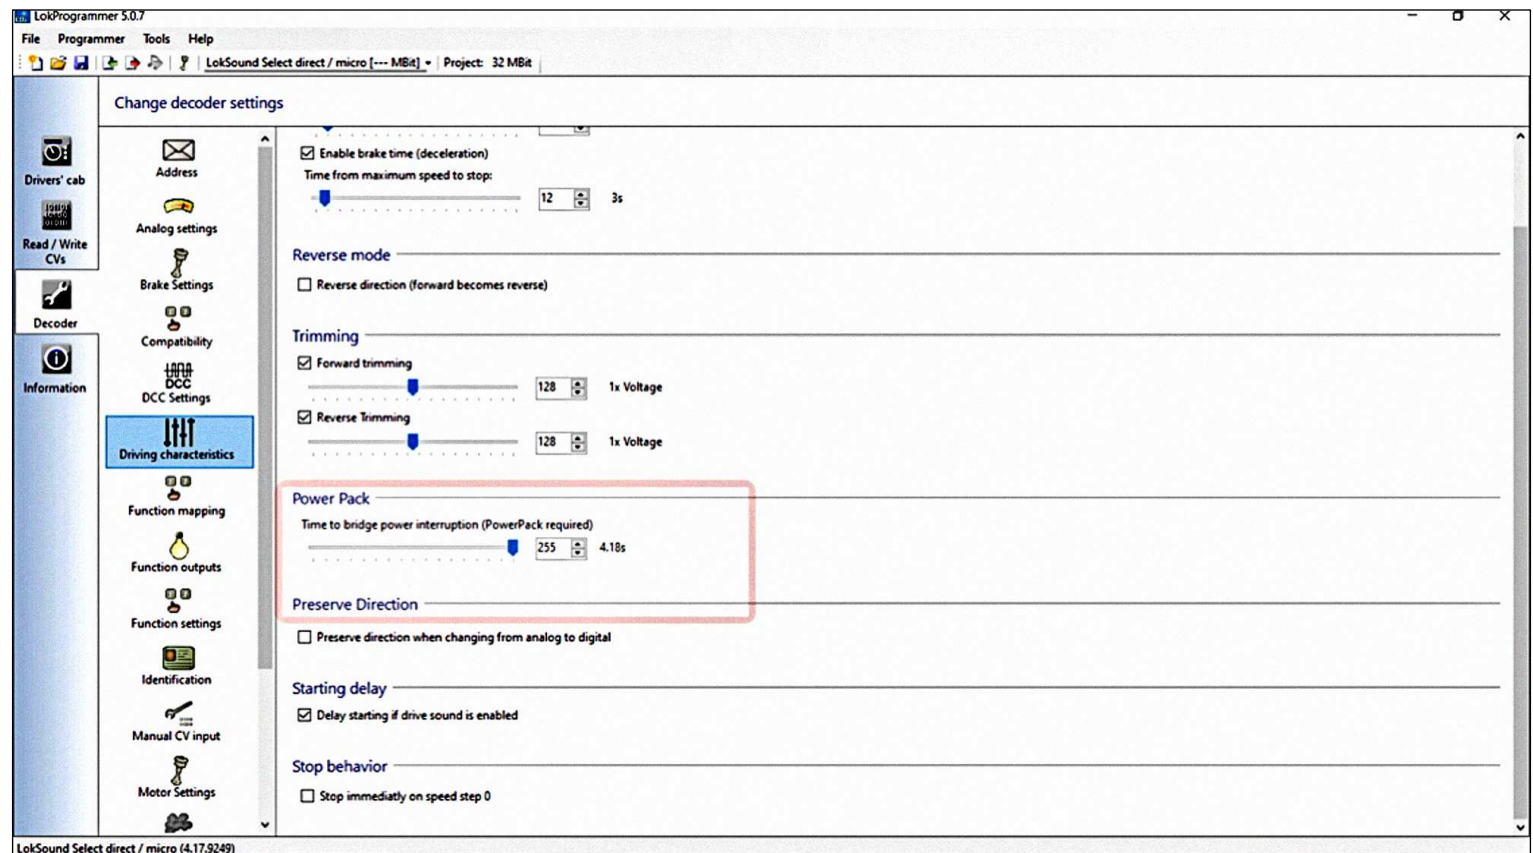 LokProgrammer 5.0.7
File Programmer Tools Help
LokSound Select direct / micro [--- MBit] Project: 32 MBit
Change decoder settings
Drivers' cab
Read / Write
CVs
Decoder
Information
Address
Analog settings
Brake Settings
Compatibility
DCC
DCC Settings
Driving characteristics
Function mapping
Function outputs
Function settings
Identification
Manual CV input
Motor Settings
Enable brake time (deceleration)
Time from maximum speed to stop:
12 3s
Reverse mode
Reverse direction (forward becomes reverse)
Trimming
Forward trimming
128 1x Voltage
Reverse Trimming
128 1x Voltage
Power Pack
Time to bridge power interruption (PowerPack required)
255 4.18s
Preserve Direction
Preserve direction when changing from analog to digital
Starting delay
Delay starting if drive sound is enabled
Stop behavior
Stop immediatly on speed step 0
LokSound Select direct / micro (4.17.9249)